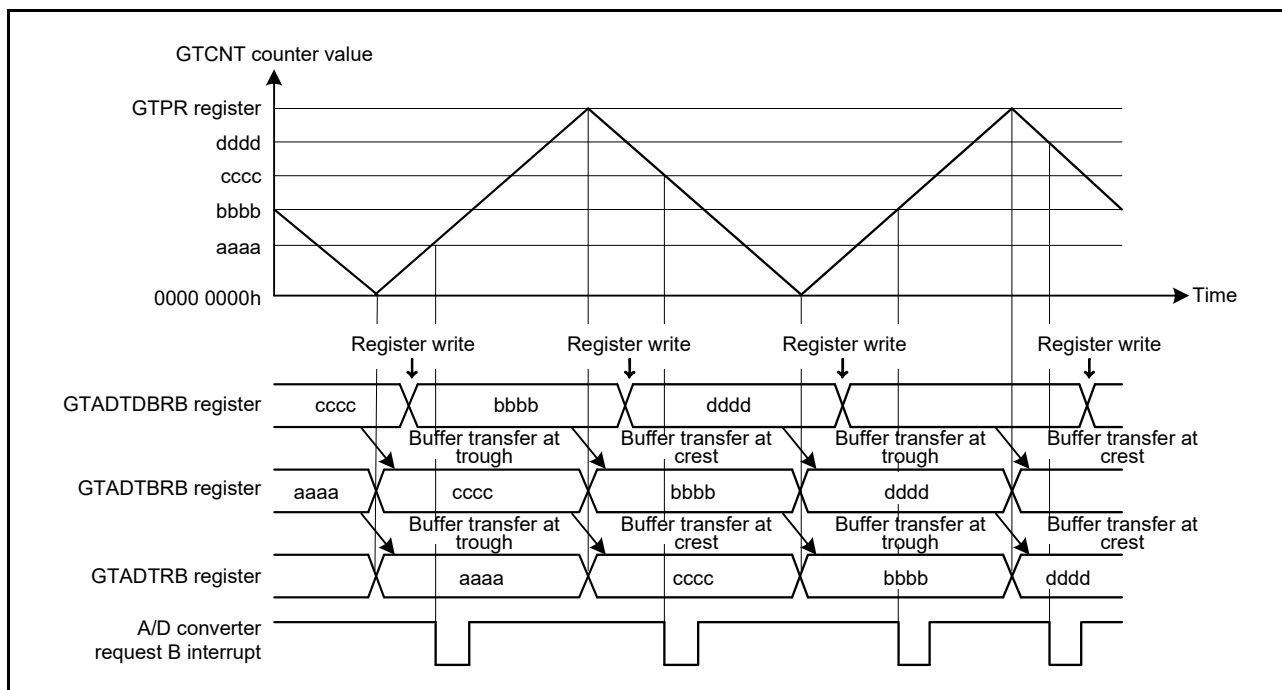 GTCNT counter value
GTPR register
dddd
cccc
bbbb
aaaa
0000 0000h
Time
Register write Register write Register write Register write
GTADTDBRB register cccc bbbb dddd
Buffer transfer at Buffer transfer at Buffer transfer at Buffer transfer at
trough crest trough crest
GTADTBRB register aaaa cccc bbbb dddd
Buffer transfer at Buffer transfer at Buffer transfer at Buffer transfer at
trough crest trough crest
GTADTRB register aaaa cccc bbbb dddd
A/D converter
request B interrupt